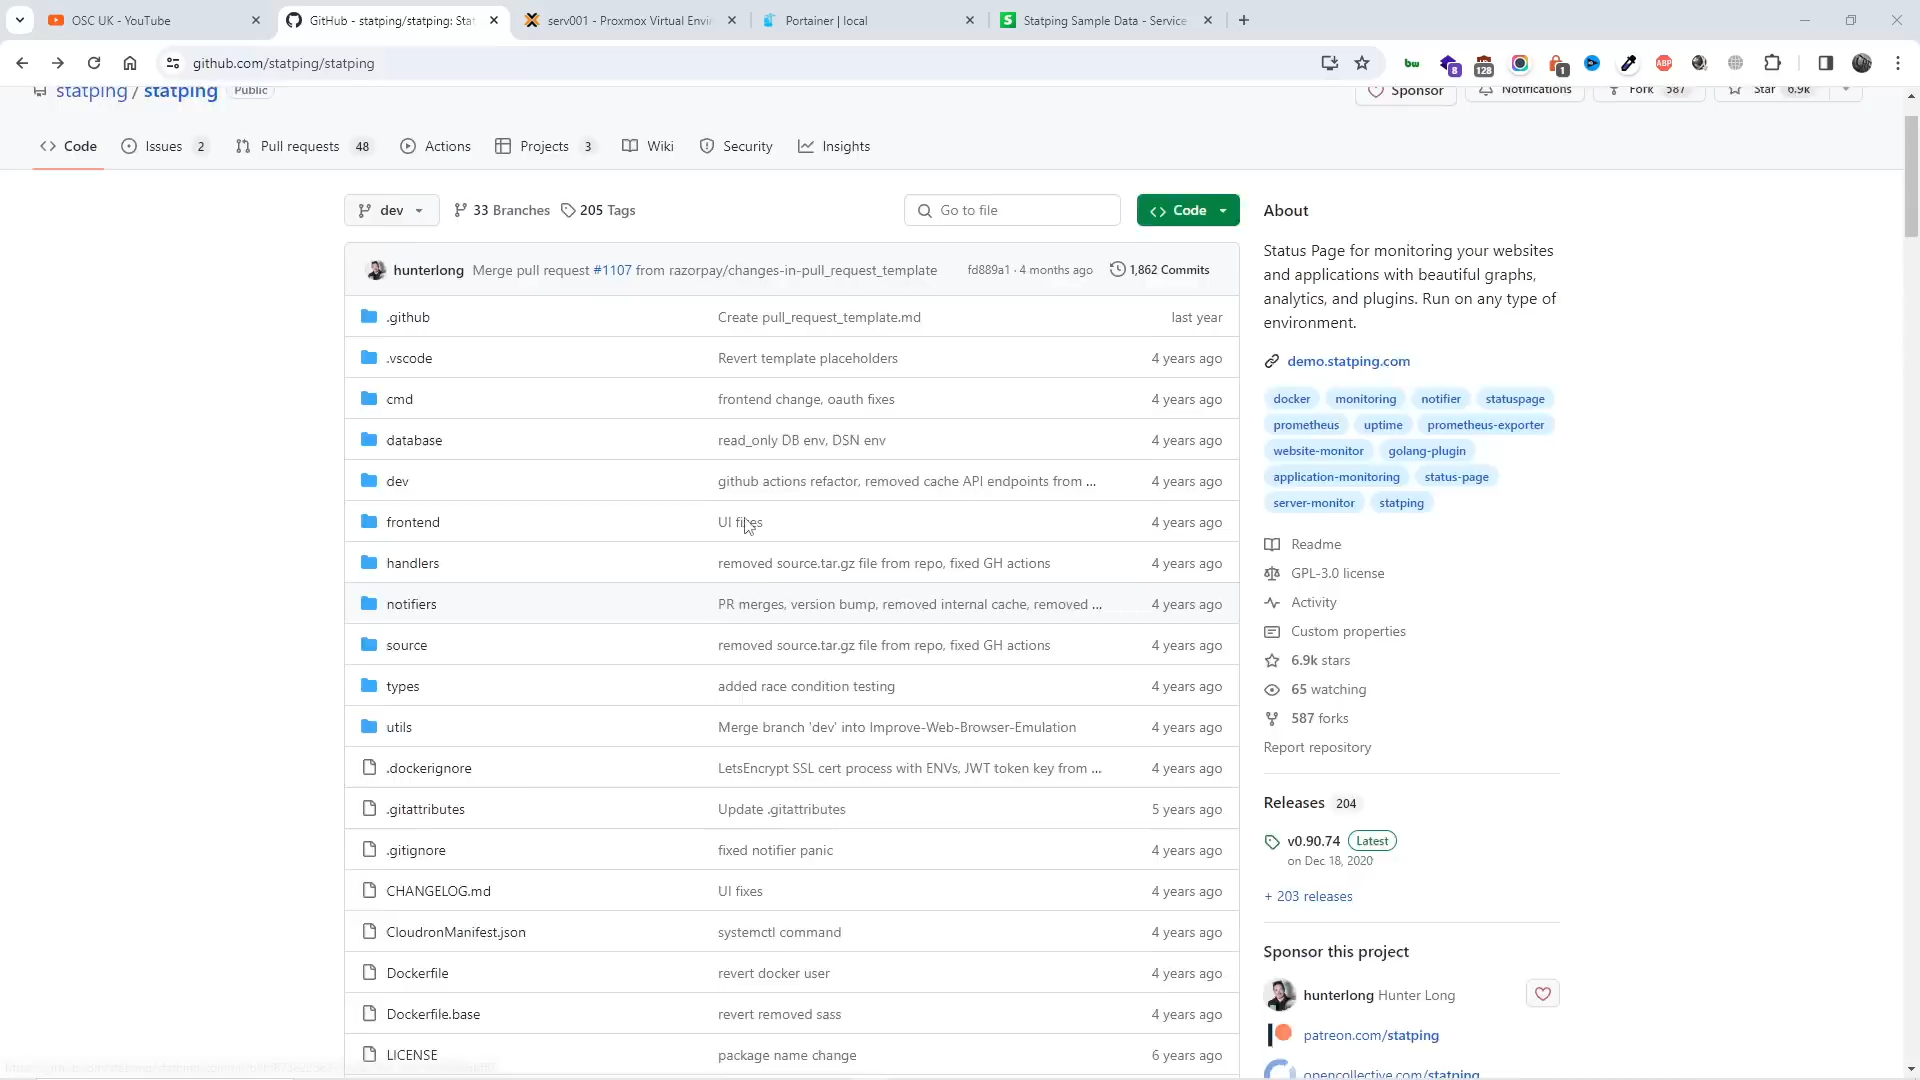 OSC UK - YouTube
GitHub - statping/statping: Sta
serv001 - Proxmox Virtual Envir
Portainer | local
Statping Sample Data - Service
github.com/statping/statping
statping / statping Public
Sponsor
Notifications
Fork 587
Star 6.9k
Code
Issues 2
Pull requests 48
Actions
Projects 3
Wiki
Security
Insights
dev
33 Branches
205 Tags
Go to file
Code
hunterlong Merge pull request #1107 from razorpay/changes-in-pull_request_template fd889a1 · 4 months ago 1,862 Commits
.github Create pull_request_template.md last year
.vscode Revert template placeholders 4 years ago
cmd frontend change, oauth fixes 4 years ago
database read_only DB env, DSN env 4 years ago
dev github actions refactor, removed cache API endpoints from ... 4 years ago
frontend UI fixes 4 years ago
handlers removed source.tar.gz file from repo, fixed GH actions 4 years ago
notifiers PR merges, version bump, removed internal cache, removed ... 4 years ago
source removed source.tar.gz file from repo, fixed GH actions 4 years ago
types added race condition testing 4 years ago
utils Merge branch 'dev' into Improve-Web-Browser-Emulation 4 years ago
.dockerignore LetsEncrypt SSL cert process with ENVs, JWT token key from ... 4 years ago
.gitattributes Update .gitattributes 5 years ago
.gitignore fixed notifier panic 4 years ago
CHANGELOG.md UI fixes 4 years ago
CloudronManifest.json systemctl command 4 years ago
Dockerfile revert docker user 4 years ago
Dockerfile.base revert removed sass 4 years ago
LICENSE package name change 6 years ago
About
Status Page for monitoring your websites
and applications with beautiful graphs,
analytics, and plugins. Run on any type of
environment.
demo.statping.com
docker monitoring notifier statuspage
prometheus uptime prometheus-exporter
website-monitor golang-plugin
application-monitoring status-page
server-monitor statping
Readme
GPL-3.0 license
Activity
Custom properties
6.9k stars
65 watching
587 forks
Report repository
Releases 204
v0.90.74 Latest
on Dec 18, 2020
+ 203 releases
Sponsor this project
hunterlong Hunter Long
patreon.com/statping
opencollective.com/statping